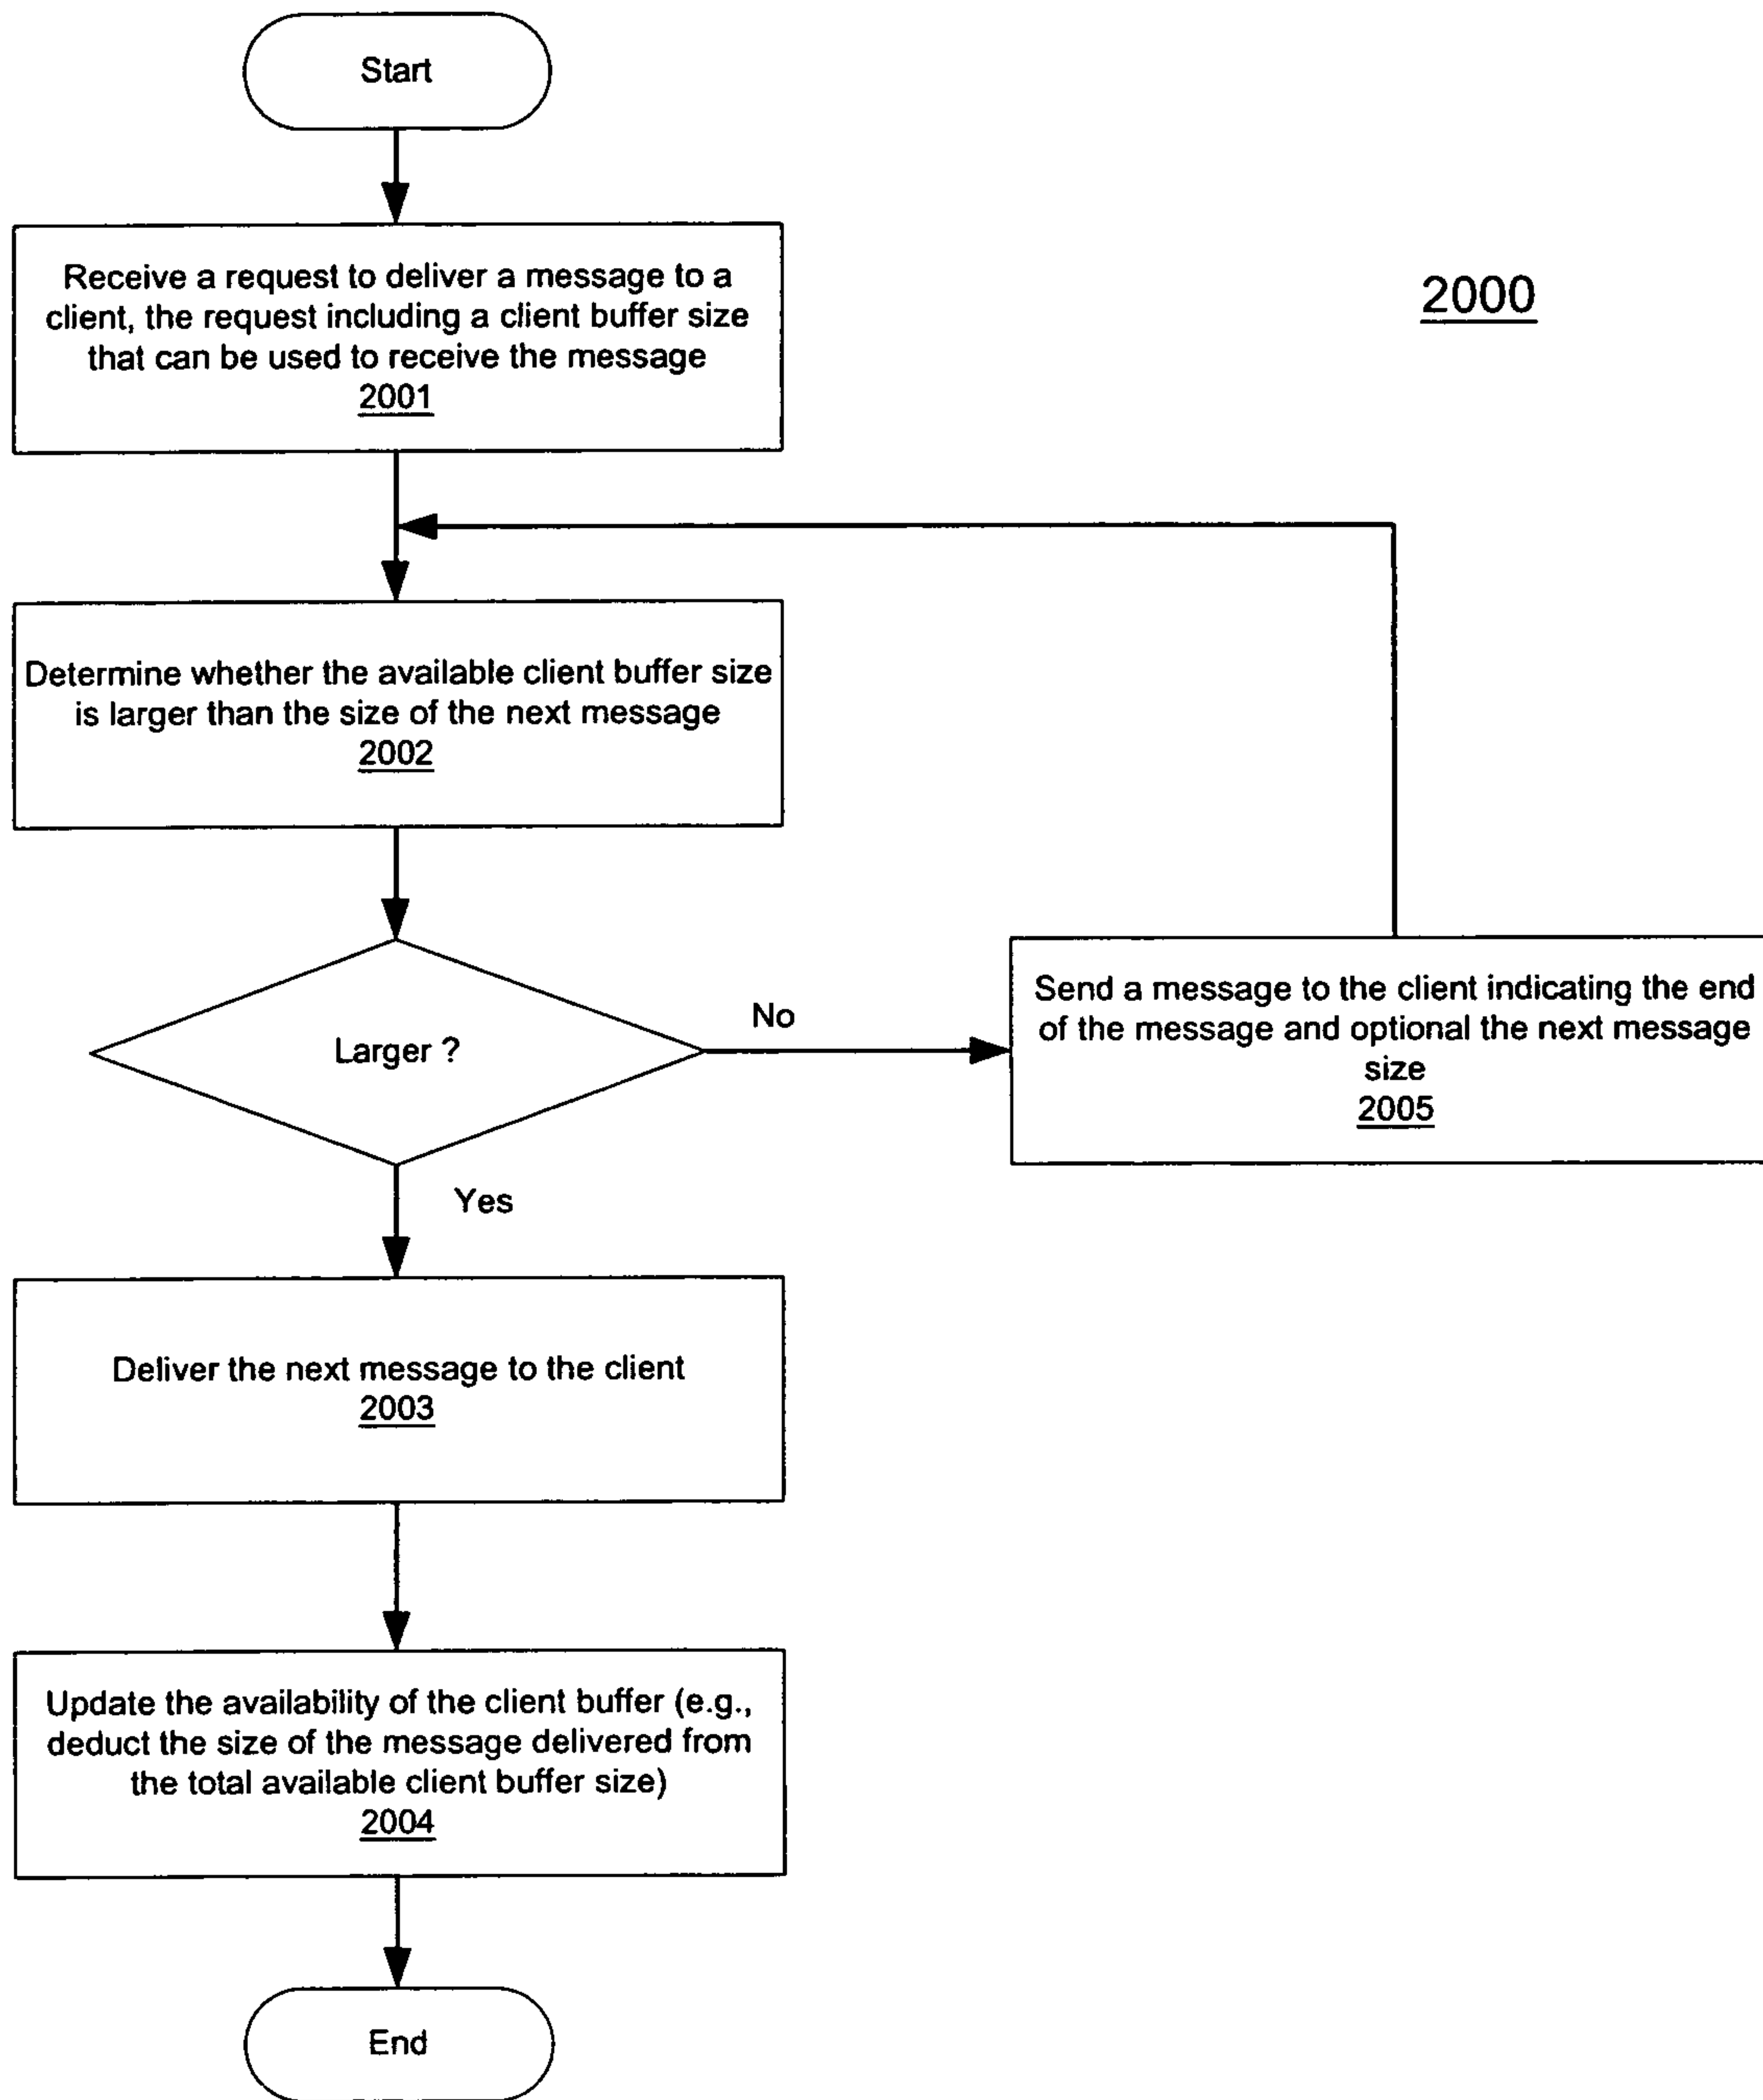 Start
Receive a request to deliver a message to a
client, the request including a client buffer size
that can be used to receive the message
2001
2000
Determine whether the available client buffer size
is larger than the size of the next message
2002
Larger ?
No
Send a message to the client indicating the end
of the message and optional the next message
size
2005
Yes
Deliver the next message to the client
2003
Update the availability of the client buffer (e.g.,
deduct the size of the message delivered from
the total available client buffer size)
2004
End